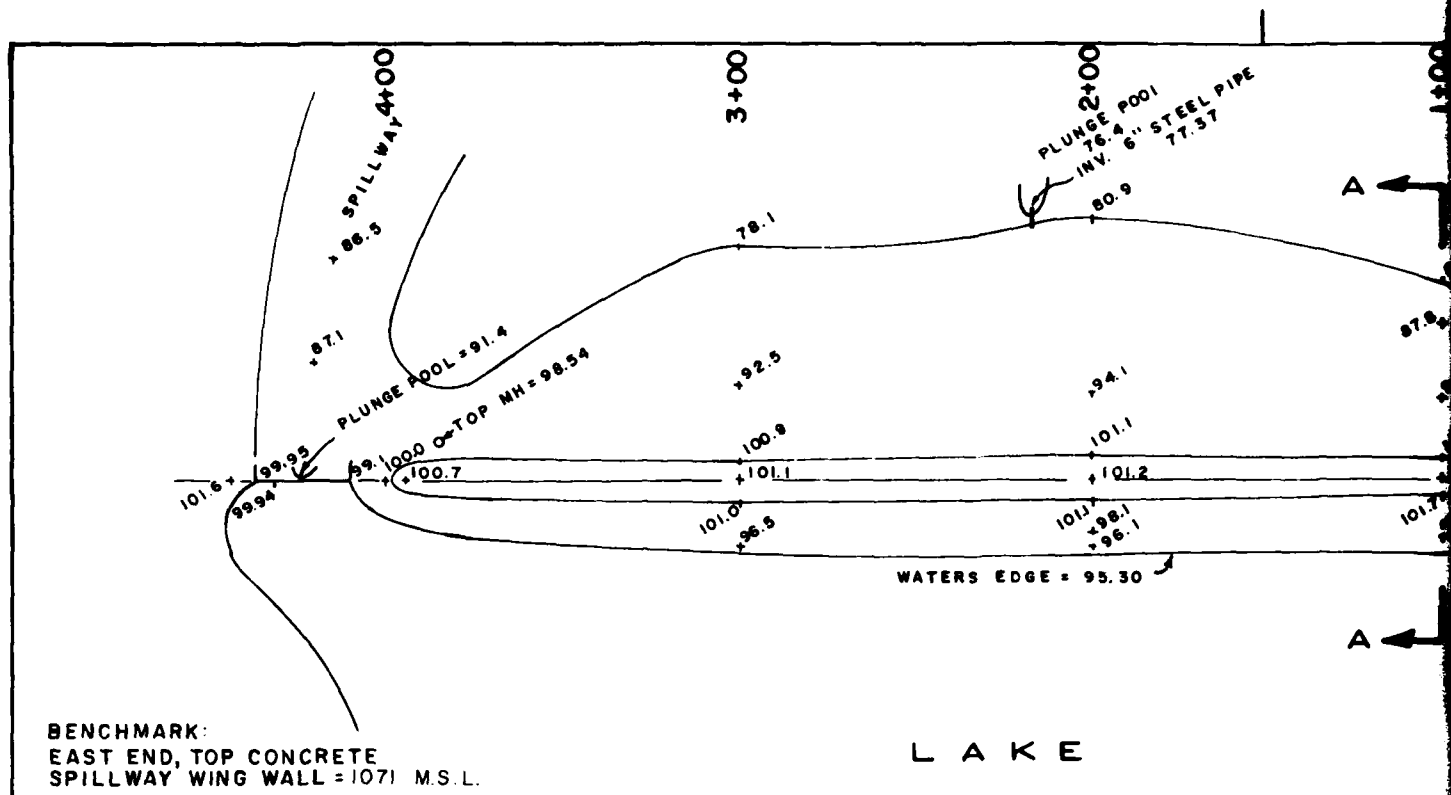 4+00
3+00
2+00
1+00
SPILLWAY
PLUNGE POOl
76.4
INV. 6" STEEL PIPE
77.37
A
86.5
78.1
80.9
87.1
87.8
PLUNGE POOL = 91.4
TOP MH = 98.54
92.5
94.1
100.9
101.1
101.6
99.95
99.94
99.1
100.0
100.7
101.1
101.2
101.0
96.5
101.1
98.1
96.1
101.7
WATERS EDGE = 95.30
A
BENCHMARK:
EAST END, TOP CONCRETE
SPILLWAY WING WALL = 1071 M.S.L.
LAKE